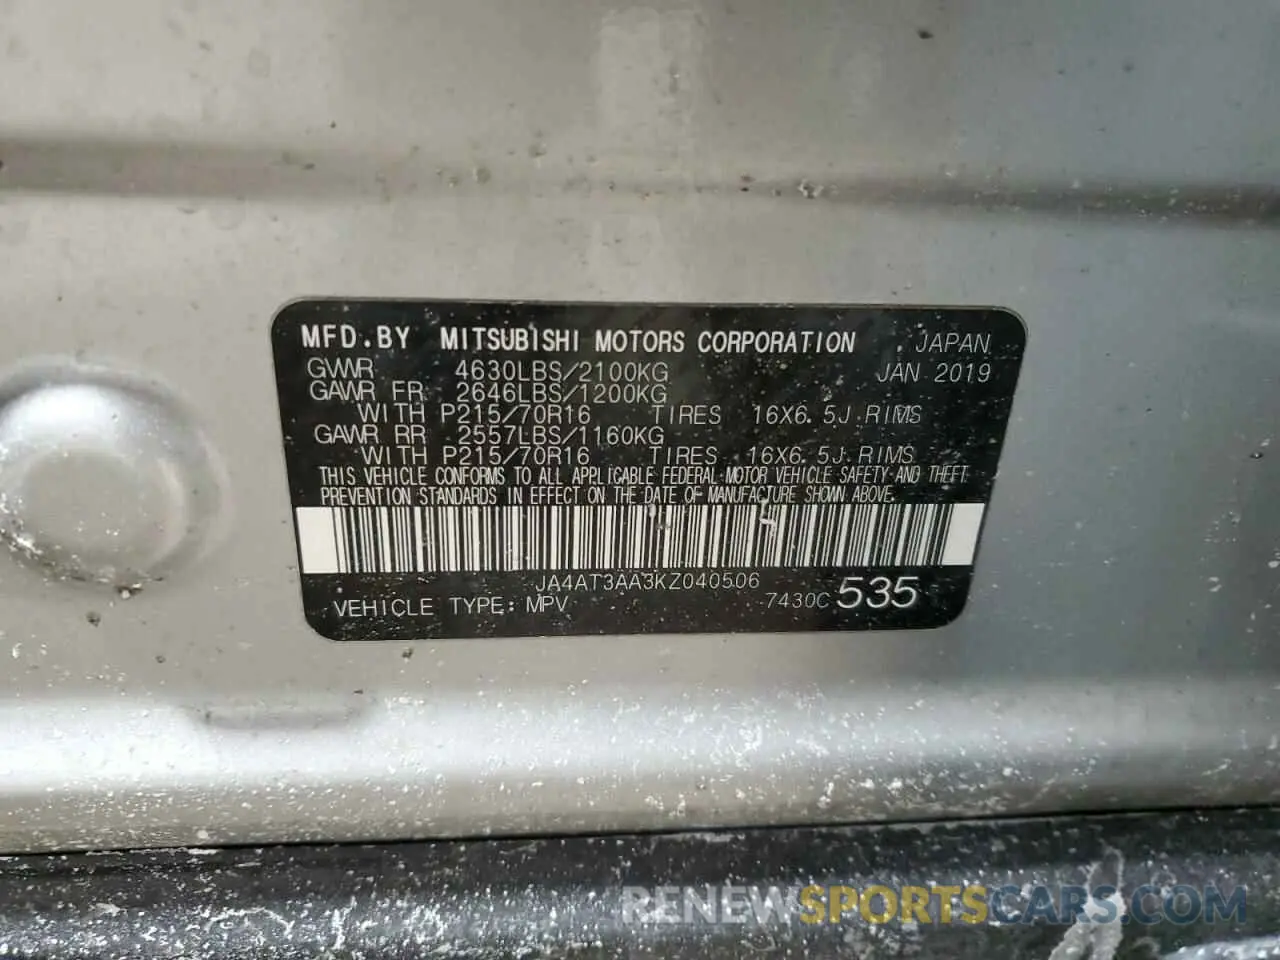 MFD.BY MITSUBISHI MOTORS CORPORATION , JAPAN
GVWR 4630LBS/2100KG JAN 2019
GAWR FR 2646LBS/1200KG
WITH P215/70R16 TIRES 16X6.5J RIMS
GAWR RR 2557LBS/1160KG
WITH P215/70R16 TIRES 16X6.5J RIMS
THIS VEHICLE CONFORMS TO ALL APPLICABLE FEDERAL MOTOR VEHICLE SAFETY AND THEFT
PREVENTION STANDARDS IN EFFECT ON THE DATE OF MANUFACTURE SHOWN ABOVE.
JA4AT3AA3KZ040506
VEHICLE TYPE: MPV 7430C 535
RENEWSPORTSCARS.COM